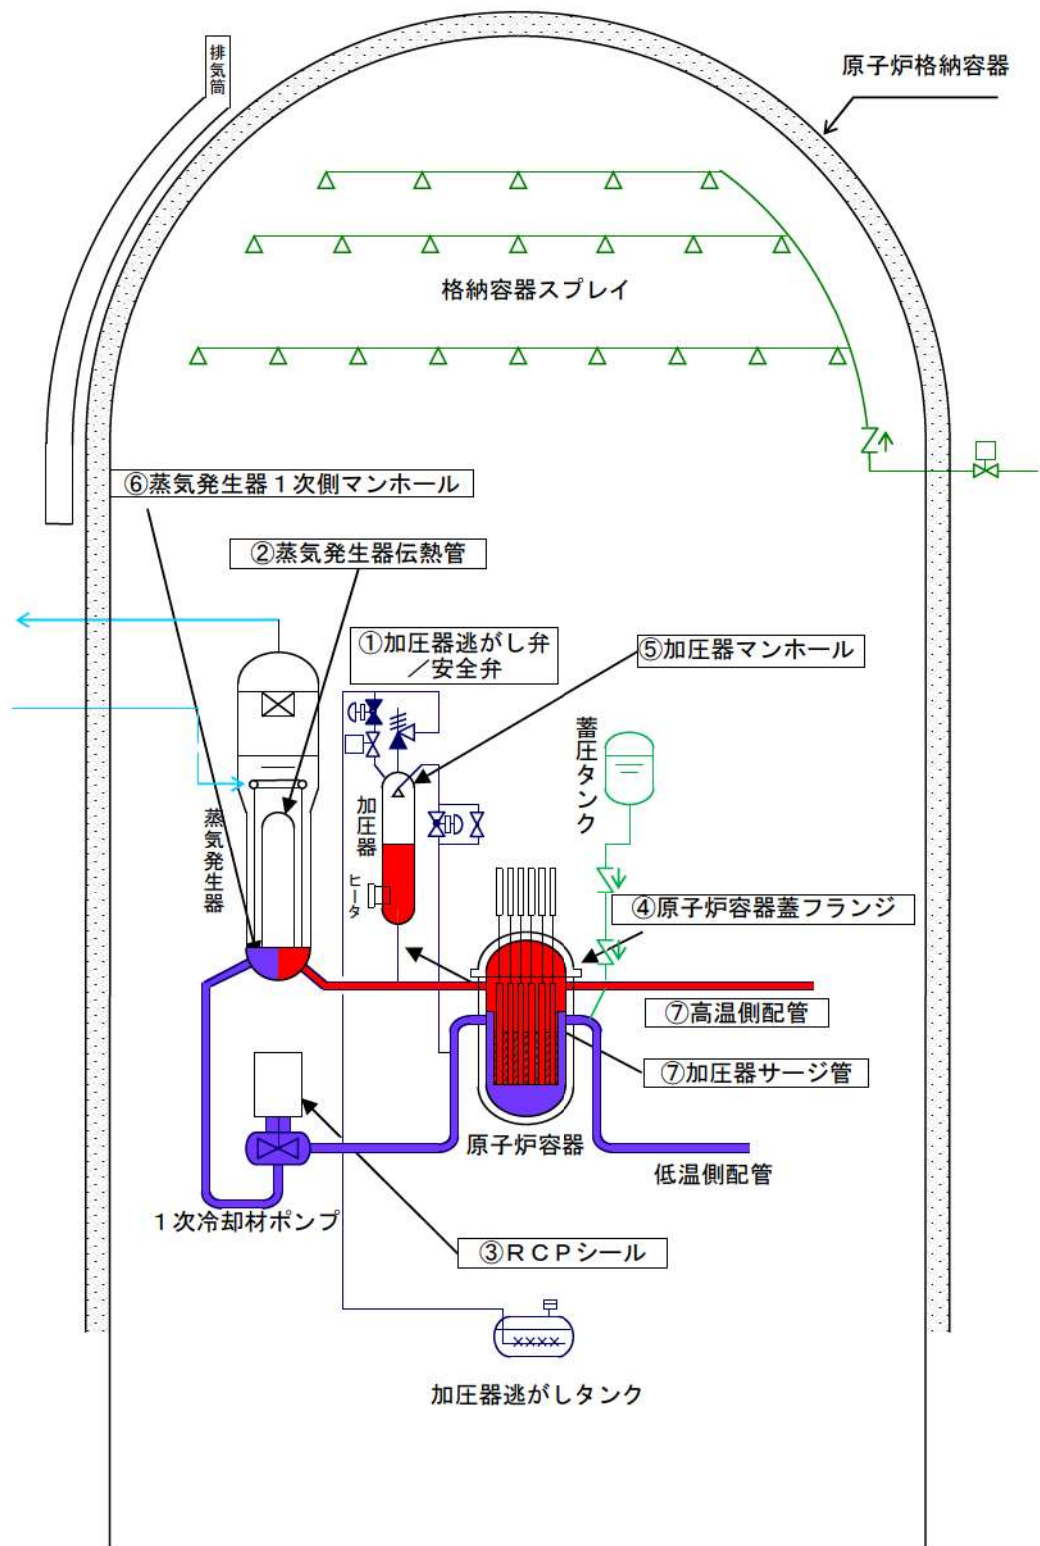 排気筒
原子炉格納容器
格納容器スプレイ
⑥蒸気発生器1次側マンホール
②蒸気発生器伝熱管
①加圧器逃がし弁
／安全弁
⑤加圧器マンホール
蓄圧タンク
加圧器
蒸気発生器
ヒータ
④原子炉容器蓋フランジ
⑦高温側配管
⑦加圧器サージ管
原子炉容器
低温側配管
1次冷却材ポンプ
③RCPシール
加圧器逃がしタンク